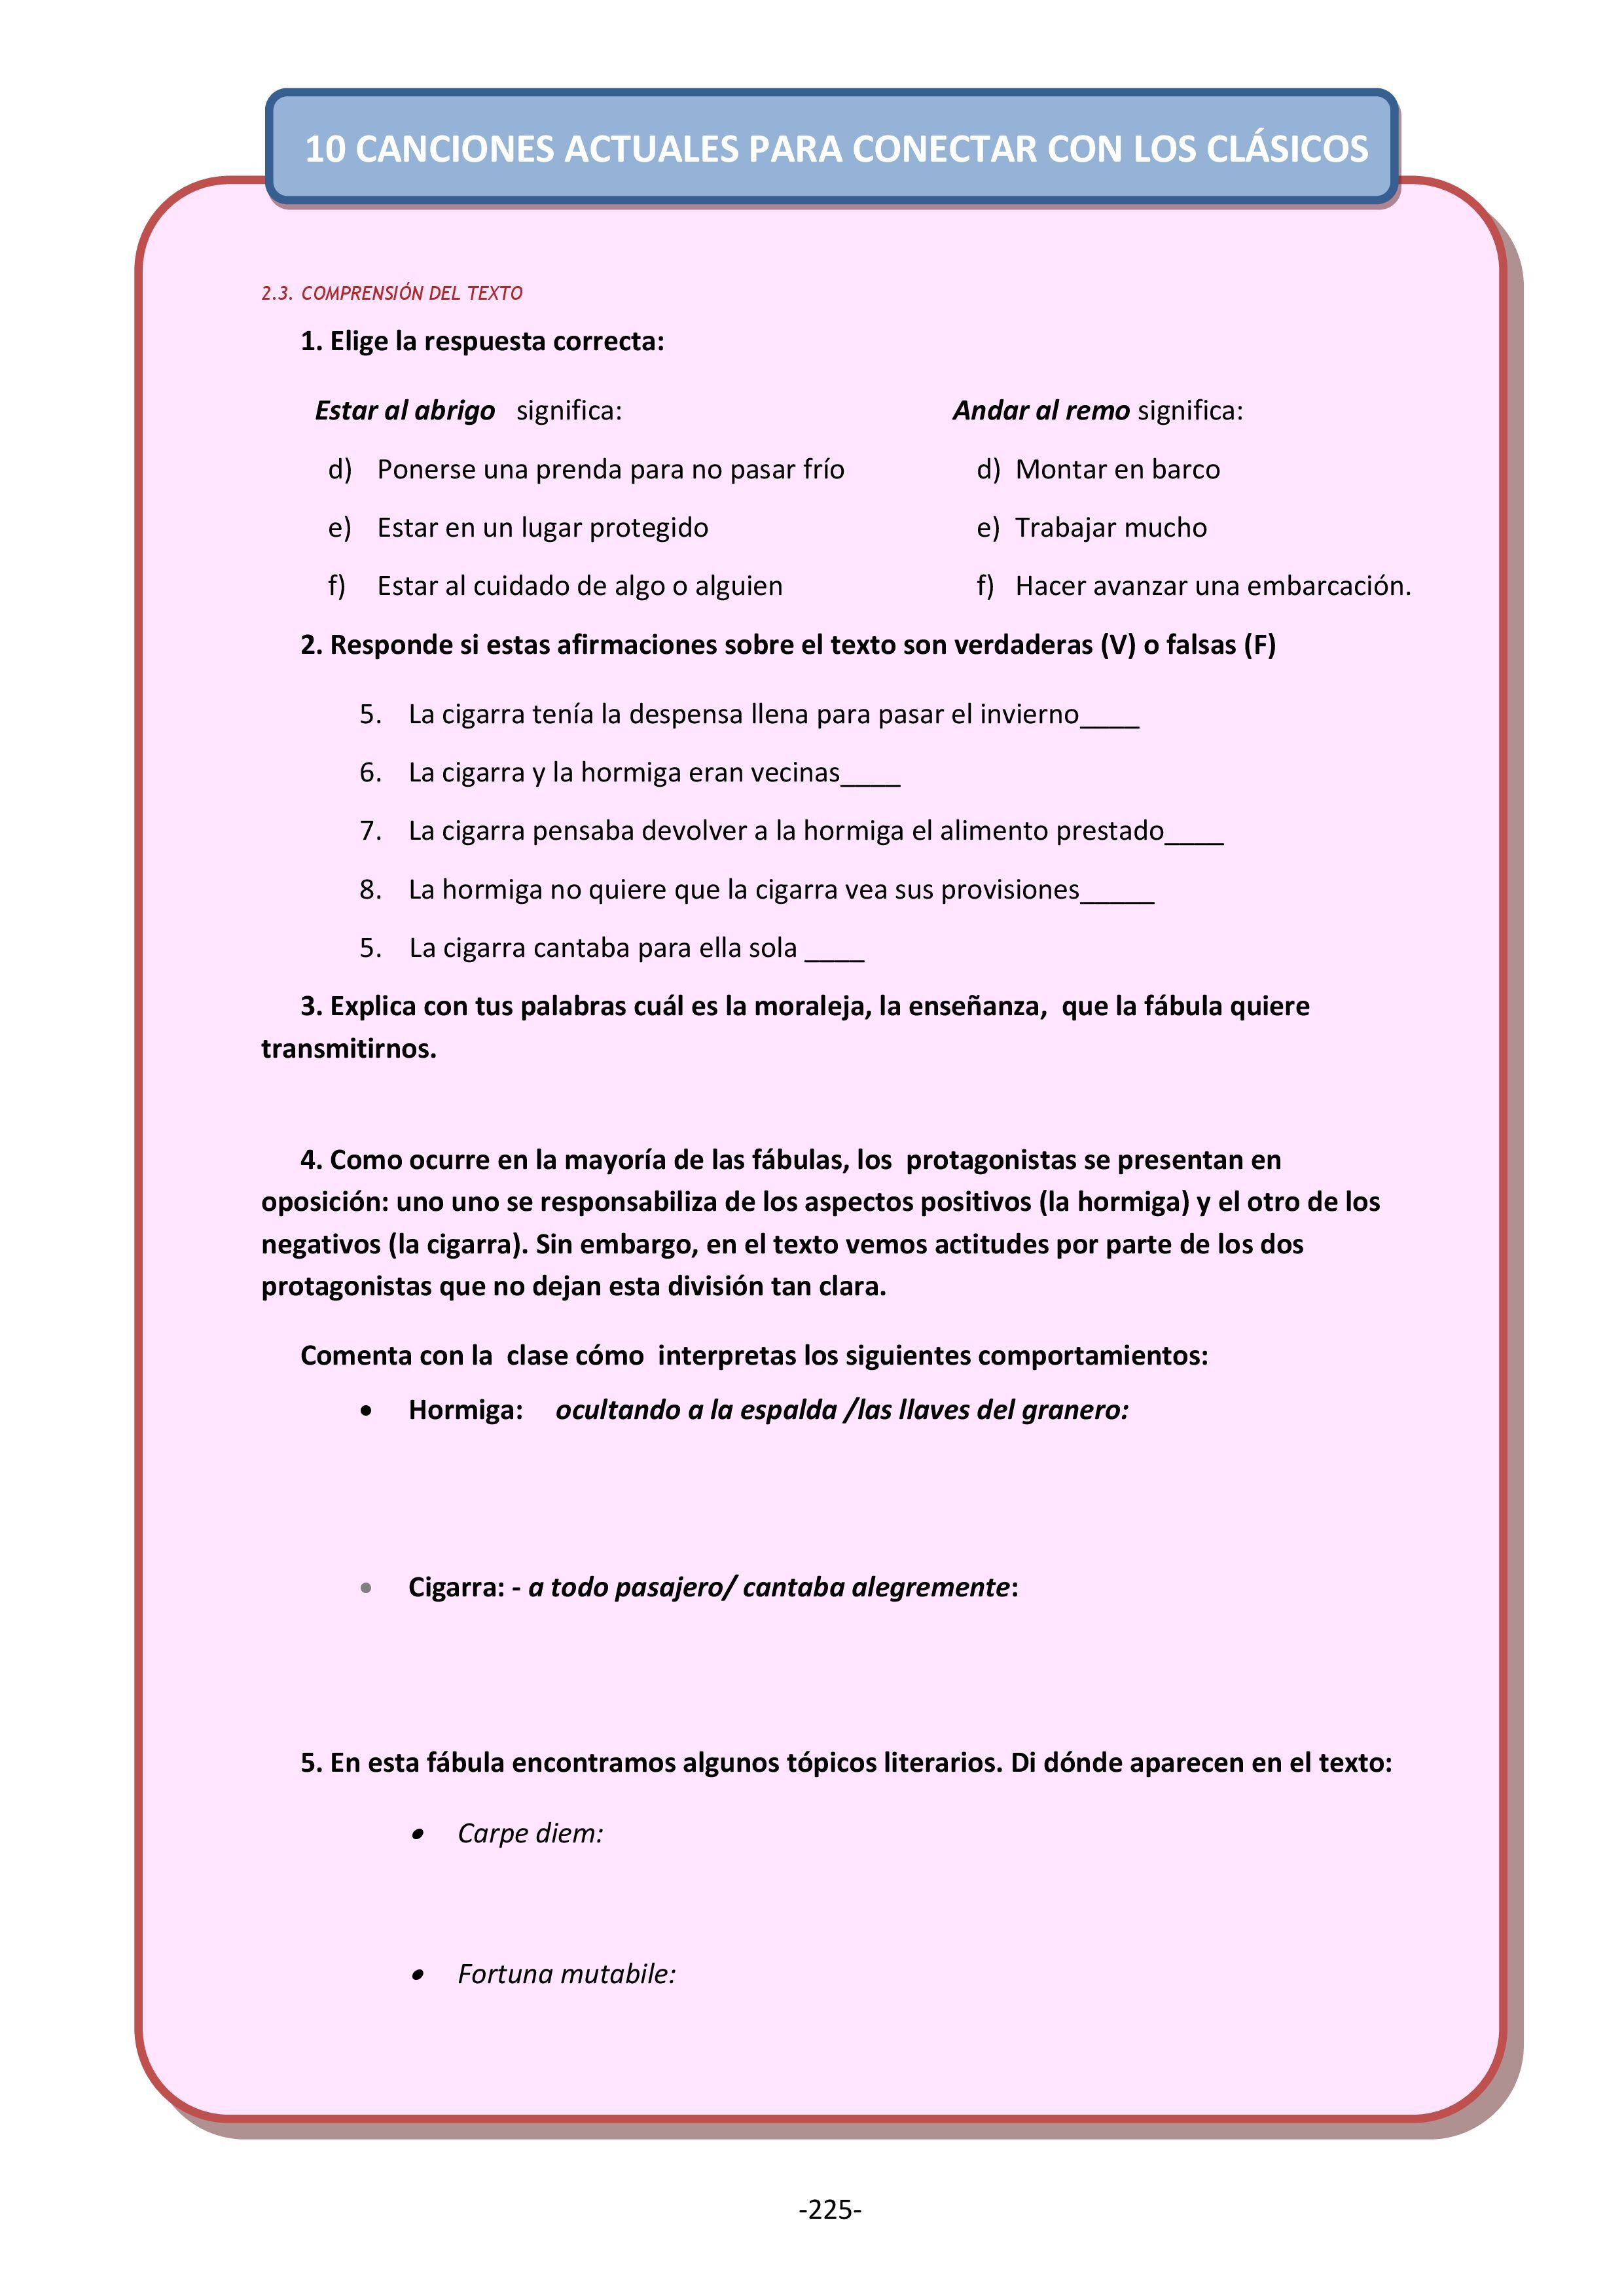 10 CANCIONES ACTUALES PARA CONECTAR CON LOS CLÁSICOS
2.3. COMPRENSIÓN DEL TEXTO
1. Elige la respuesta correcta:
Estar al abrigo significa:
d) Ponerse una prenda para no pasar frío
e) Estar en un lugar protegido
f) Estar al cuidado de algo o alguien
Andar al remo significa:
d) Montar en barco
e) Trabajar mucho
f) Hacer avanzar una embarcación.
2. Responde si estas afirmaciones sobre el texto son verdaderas (V) o falsas (F)
5. La cigarra tenía la despensa llena para pasar el invierno____
6. La cigarra y la hormiga eran vecinas____
7. La cigarra pensaba devolver a la hormiga el alimento prestado____
8. La hormiga no quiere que la cigarra vea sus provisiones_____
5. La cigarra cantaba para ella sola ____
3. Explica con tus palabras cuál es la moraleja, la enseñanza, que la fábula quiere
transmitirnos.
4. Como ocurre en la mayoría de las fábulas, los protagonistas se presentan en
oposición: uno uno se responsabiliza de los aspectos positivos (la hormiga) y el otro de los
negativos (la cigarra). Sin embargo, en el texto vemos actitudes por parte de los dos
protagonistas que no dejan esta división tan clara.
Comenta con la clase cómo interpretas los siguientes comportamientos:
• Hormiga: ocultando a la espalda /las llaves del granero:
• Cigarra: - a todo pasajero/ cantaba alegremente:
5. En esta fábula encontramos algunos tópicos literarios. Di dónde aparecen en el texto:
• Carpe diem:
• Fortuna mutabile:
-225-